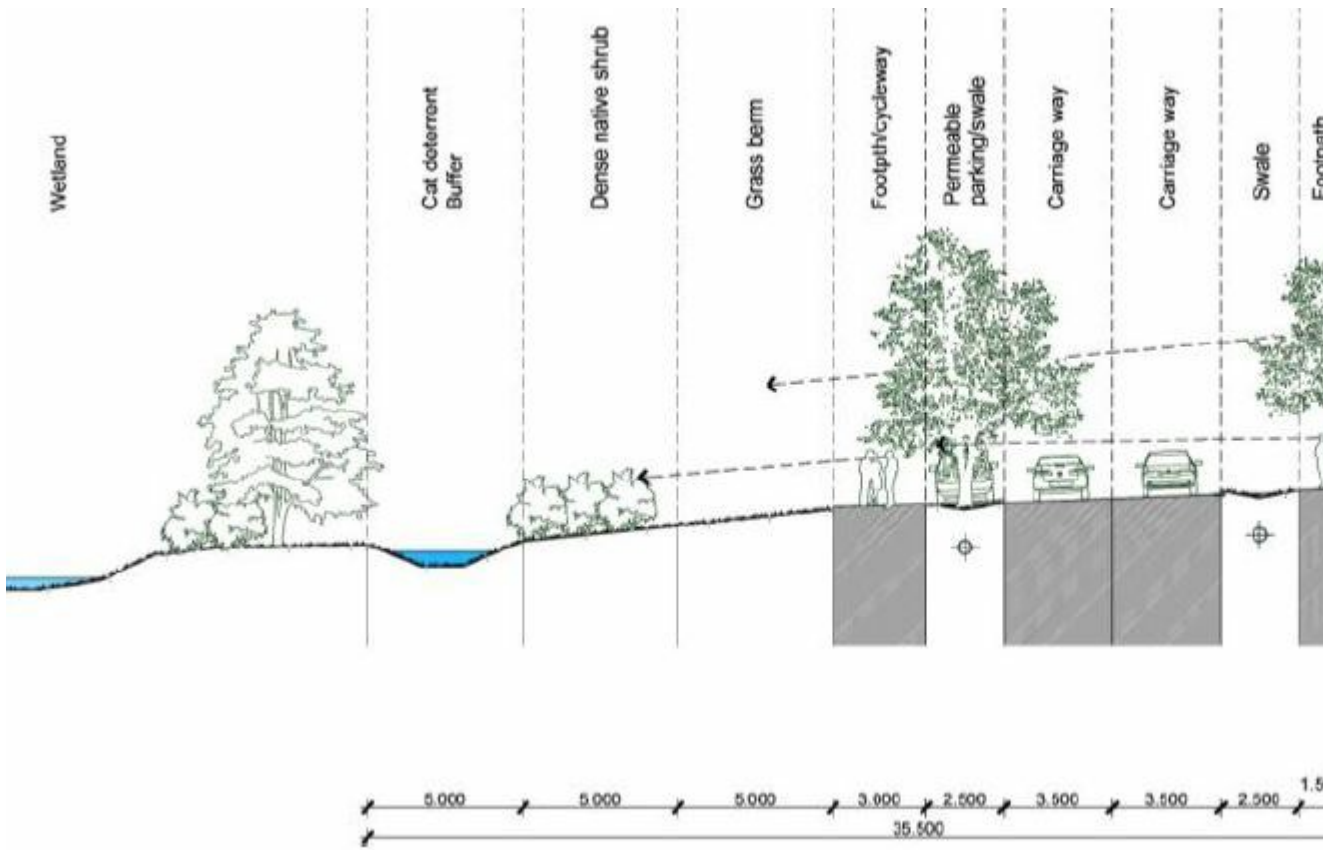 Wetland
Cat deterrent
Buffer
Dense native shrub
Grass berm
Footpth/cycleway
Permeable
parking/swale
Carriage way
Carriage way
Swale
Footpath
5.000
5.000
5.000
3.000
2.500
3.500
3.500
2.500
1.5
35.500